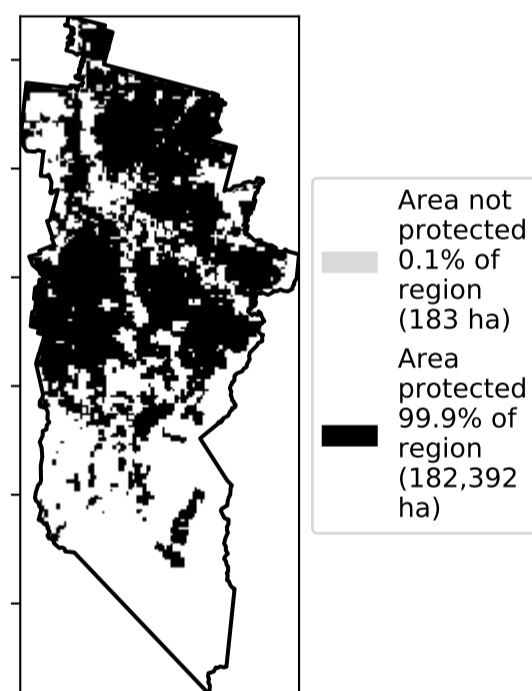 Area not
protected
0.1% of
region
(183 ha)
Area
protected
99.9% of
region
(182,392
ha)